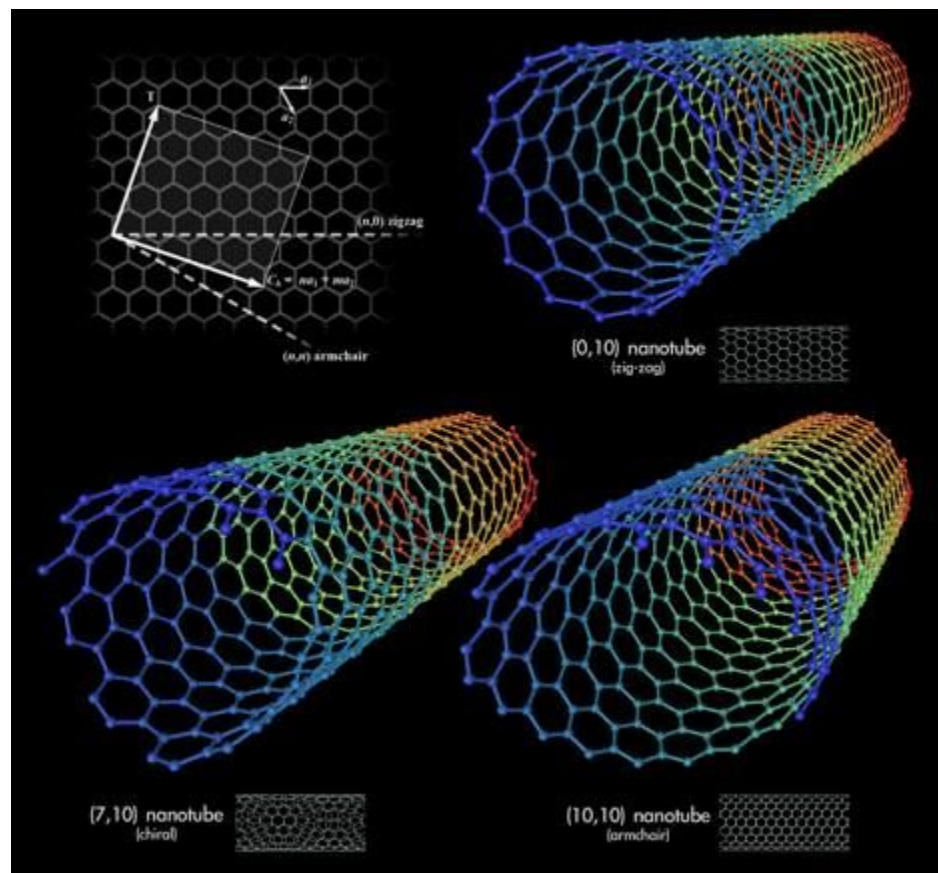 a₁
a₂
T
(n,0) zigzag
Cₕ = na₁ + ma₂
(n,n) armchair
(0,10) nanotube
(zig-zag)
(7,10) nanotube
(chiral)
(10,10) nanotube
(armchair)